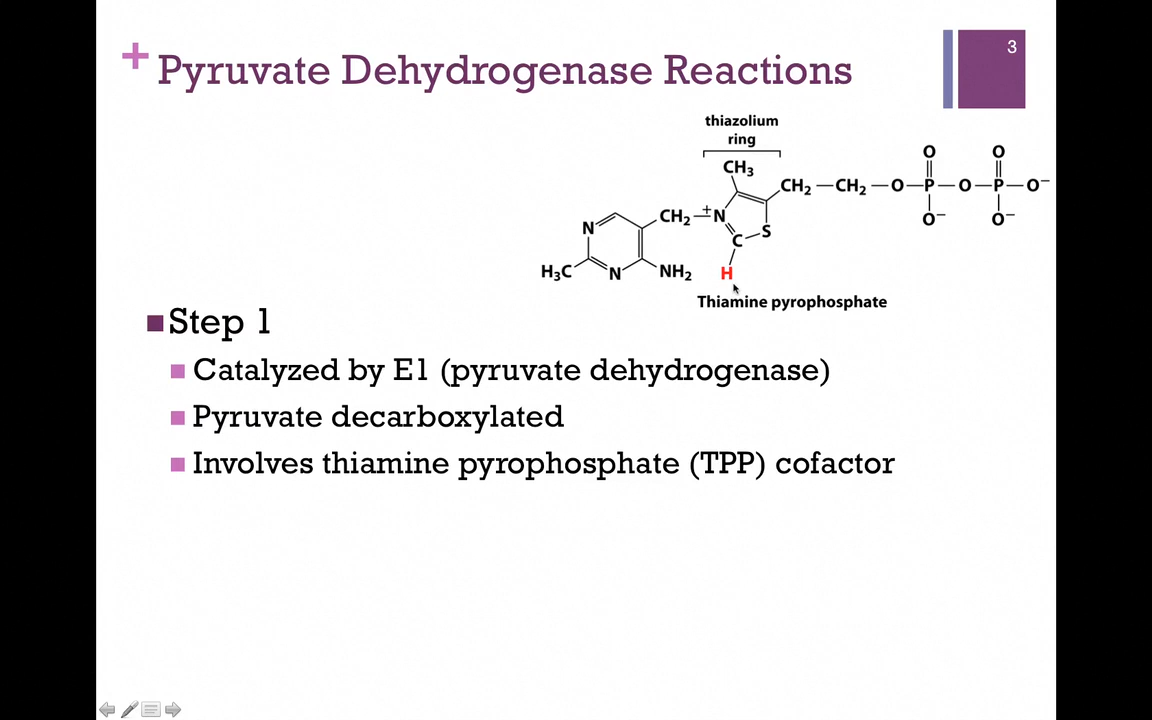 + Pyruvate Dehydrogenase Reactions
3
thiazolium
ring
CH₃
CH₂—CH₂—O—P—O—P—O⁻
O
O
O⁻
O⁻
N
CH₂—⁺N
S
C
H₃C
N
NH₂
H
Thiamine pyrophosphate
Step 1
Catalyzed by E1 (pyruvate dehydrogenase)
Pyruvate decarboxylated
Involves thiamine pyrophosphate (TPP) cofactor